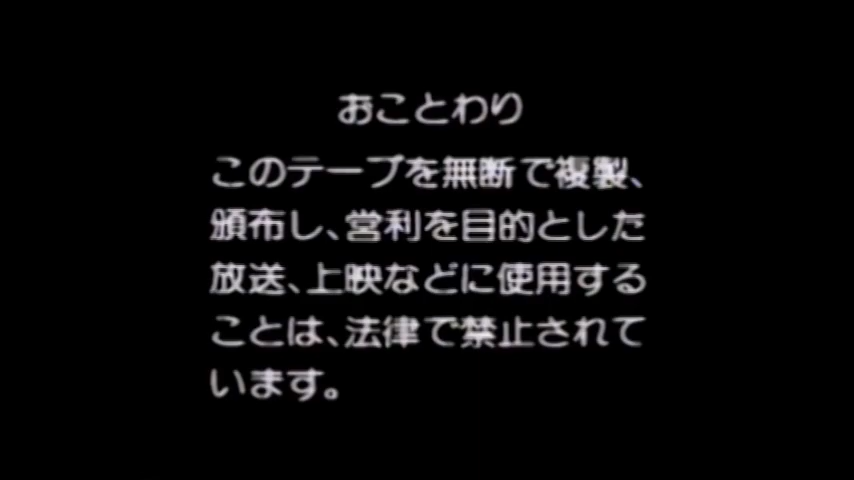 おことわり
このテープを無断で複製、
頒布し、営利を目的とした
放送、上映などに使用する
ことは、法律で禁止されて
います。